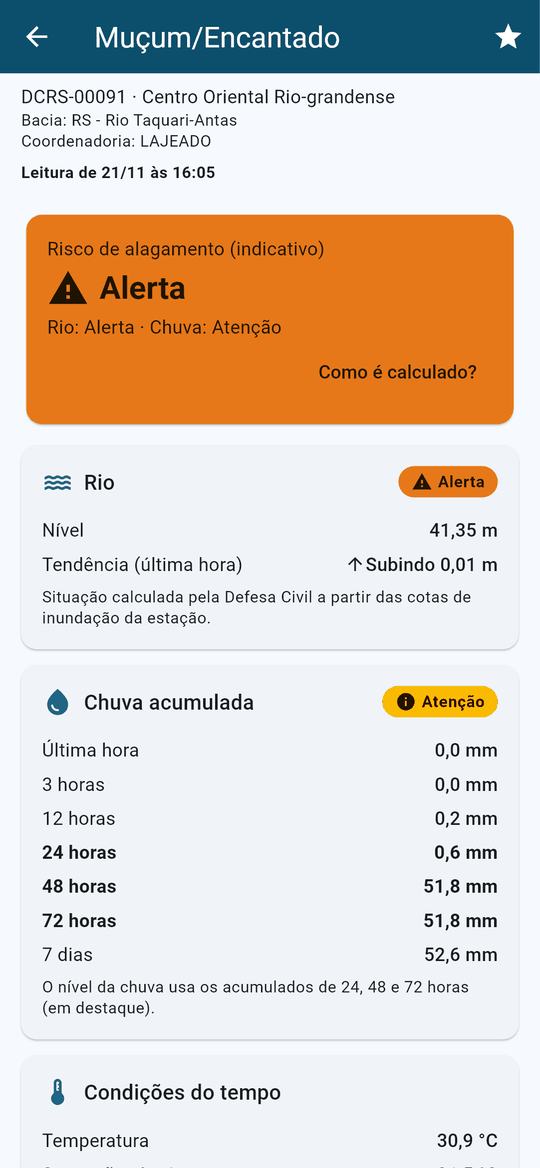 Muçum/Encantado
DCRS-00091 · Centro Oriental Rio-grandense
Bacia: RS - Rio Taquari-Antas
Coordenadoria: LAJEADO
Leitura de 21/11 às 16:05
Risco de alagamento (indicativo)
Alerta
Rio: Alerta · Chuva: Atenção
Como é calculado?
Rio
Alerta
Nível 41,35 m
Tendência (última hora) ↑Subindo 0,01 m
Situação calculada pela Defesa Civil a partir das cotas de
inundação da estação.
Chuva acumulada
Atenção
Última hora 0,0 mm
3 horas 0,0 mm
12 horas 0,2 mm
24 horas 0,6 mm
48 horas 51,8 mm
72 horas 51,8 mm
7 dias 52,6 mm
O nível da chuva usa os acumulados de 24, 48 e 72 horas
(em destaque).
Condições do tempo
Temperatura 30,9 °C